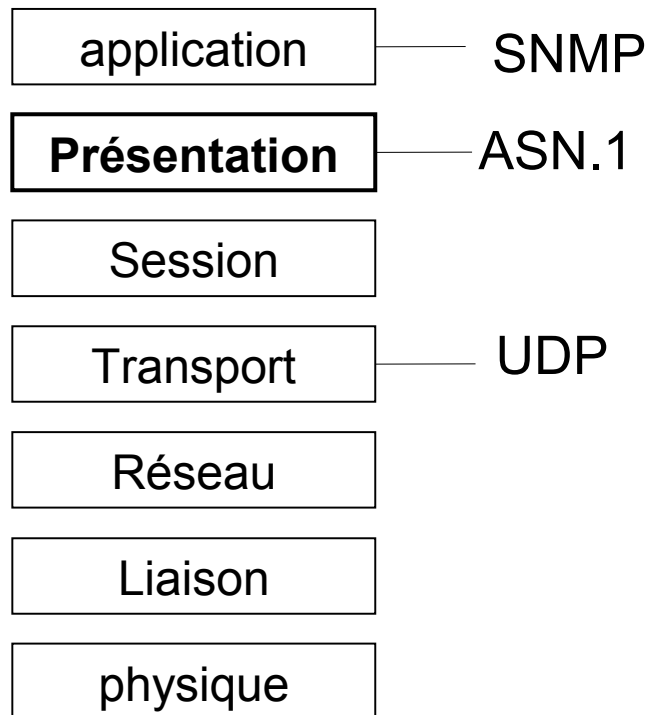 application SNMP
Présentation ASN.1
Session
Transport UDP
Réseau
Liaison
physique